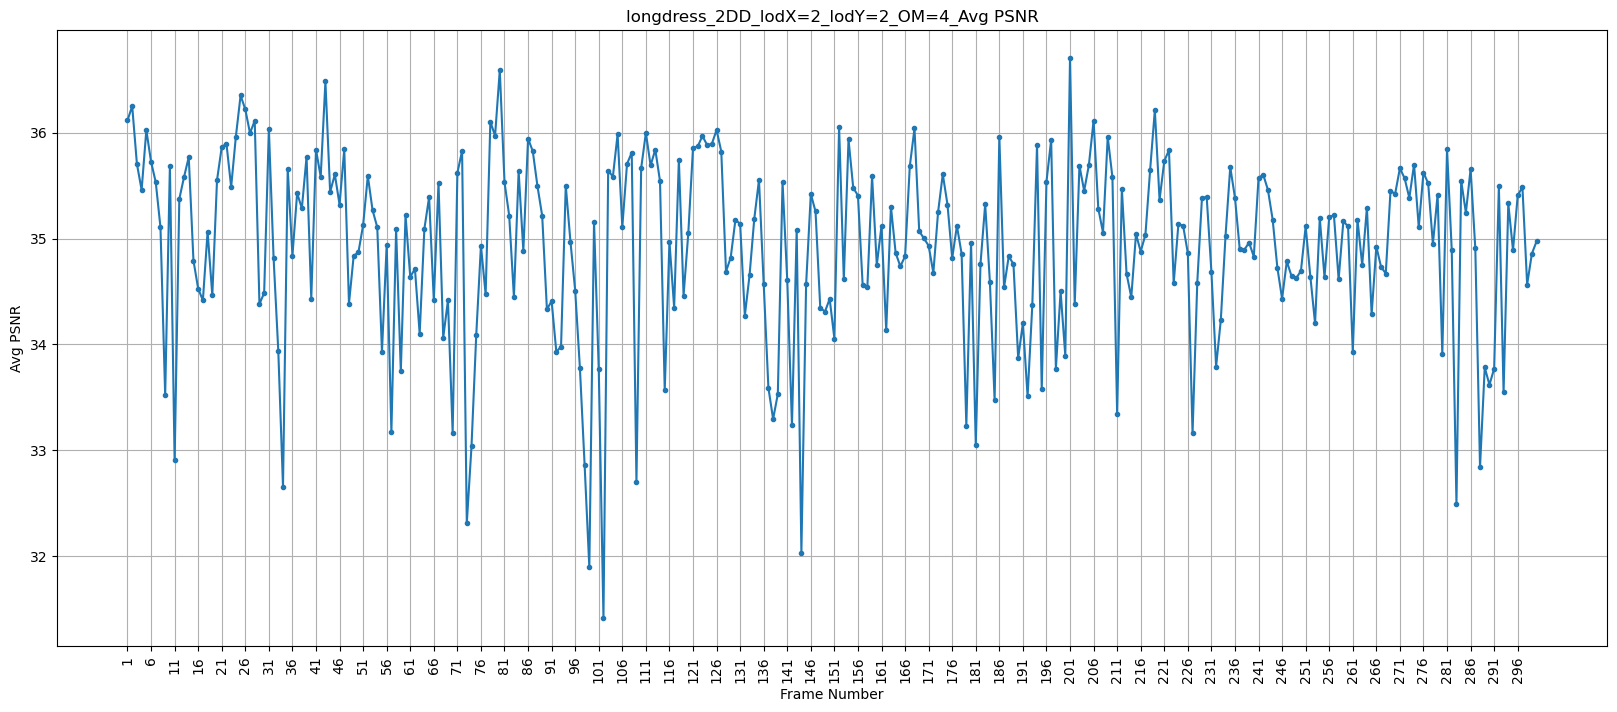 longdress_2DD_lodX=2_lodY=2_OM=4_Avg PSNR
Avg PSNR
36
35
34
33
32
1 6 11 16 21 26 31 36 41 46 51 56 61 66 71 76 81 86 91 96 101 106 111 116 121 126 131 136 141 146 151 156 161 166 171 176 181 186 191 196 201 206 211 216 221 226 231 236 241 246 251 256 261 266 271 276 281 286 291 296
Frame Number